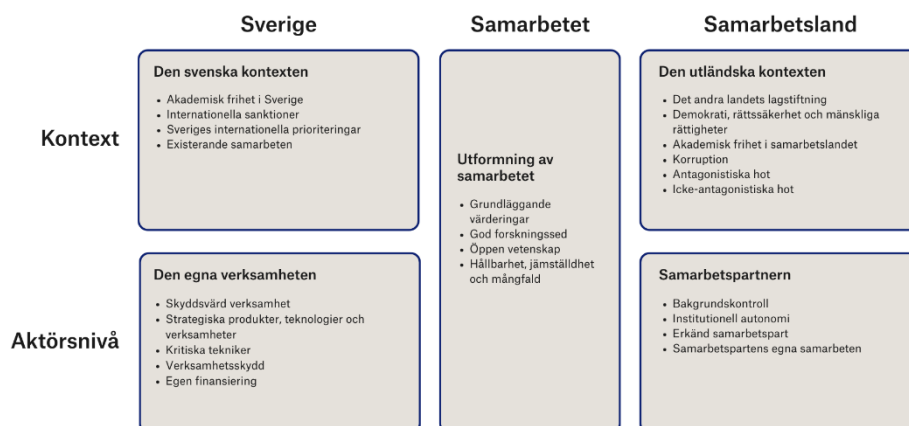 Sverige
Samarbetet
Samarbetsland
Kontext
Den svenska kontexten
• Akademisk frihet i Sverige
• Internationella sanktioner
• Sveriges internationella prioriteringar
• Existerande samarbeten
Utformning av
samarbetet
• Grundläggande
värderingar
• God forskningssed
• Öppen vetenskap
• Hållbarhet, jämställdhet
och mångfald
Den utländska kontexten
• Det andra landets lagstiftning
• Demokrati, rättssäkerhet och mänskliga
rättigheter
• Akademisk frihet i samarbetslandet
• Korruption
• Antagonistiska hot
• Icke-antagonistiska hot
Aktörsnivå
Den egna verksamheten
• Skyddsvärd verksamhet
• Strategiska produkter, teknologier och
verksamheter
• Kritiska tekniker
• Verksamhetsskydd
• Egen finansiering
Samarbetspartnern
• Bakgrundskontroll
• Institutionell autonomi
• Erkänd samarbetspart
• Samarbetspartens egna samarbeten